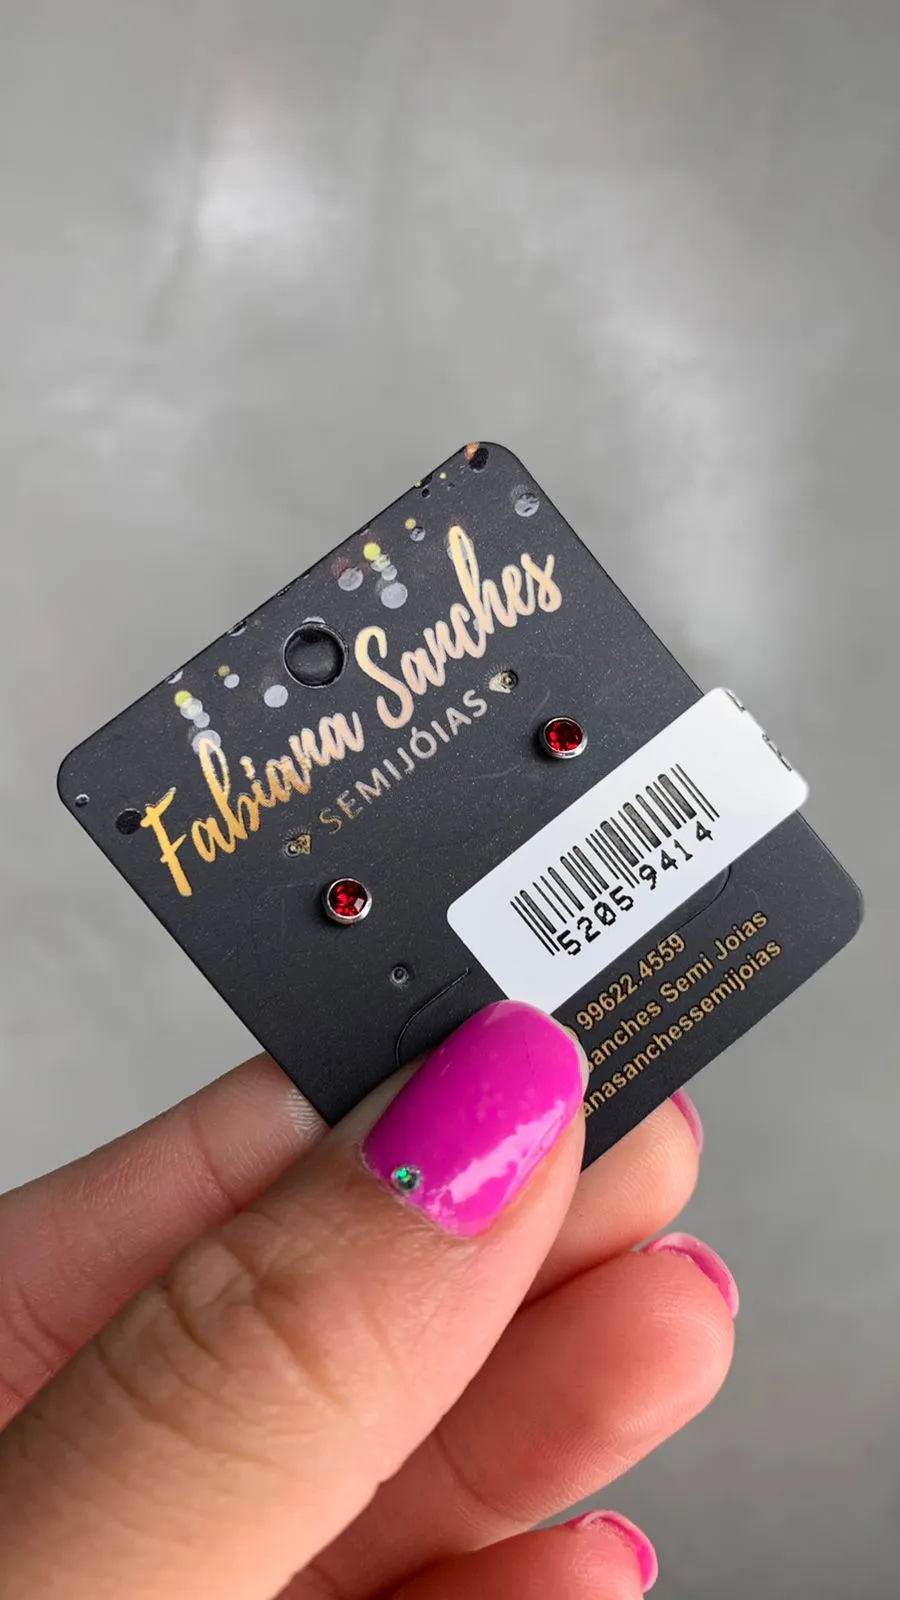 Fabiana Sanches
SEMIJÓIAS
5205 9414
99622.4559
Sanches Semi Joias
anasanchessemijoias